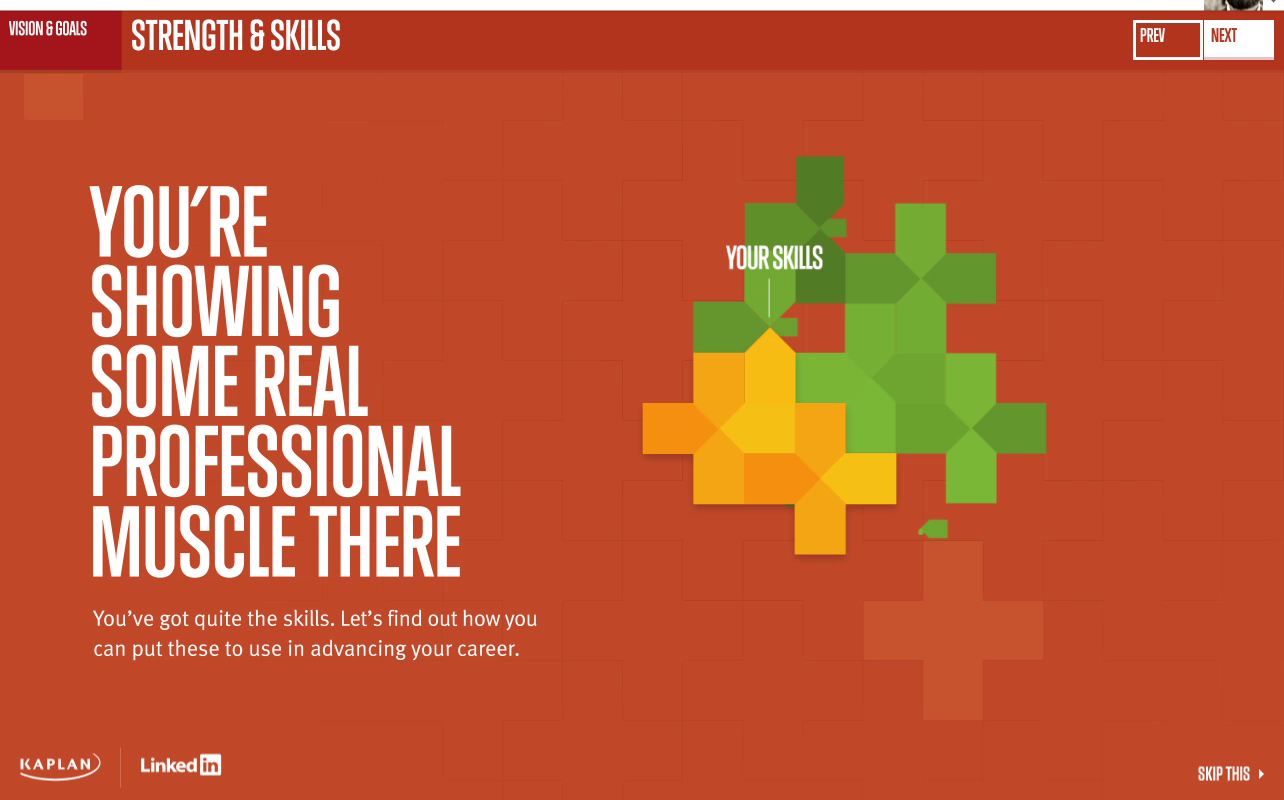 VISION & GOALS
STRENGTH & SKILLS
PREV
NEXT
YOU'RE
SHOWING
SOME REAL
PROFESSIONAL
MUSCLE THERE
You've got quite the skills. Let's find out how you
can put these to use in advancing your career.
YOUR SKILLS
KAPLAN
Linked in
SKIP THIS